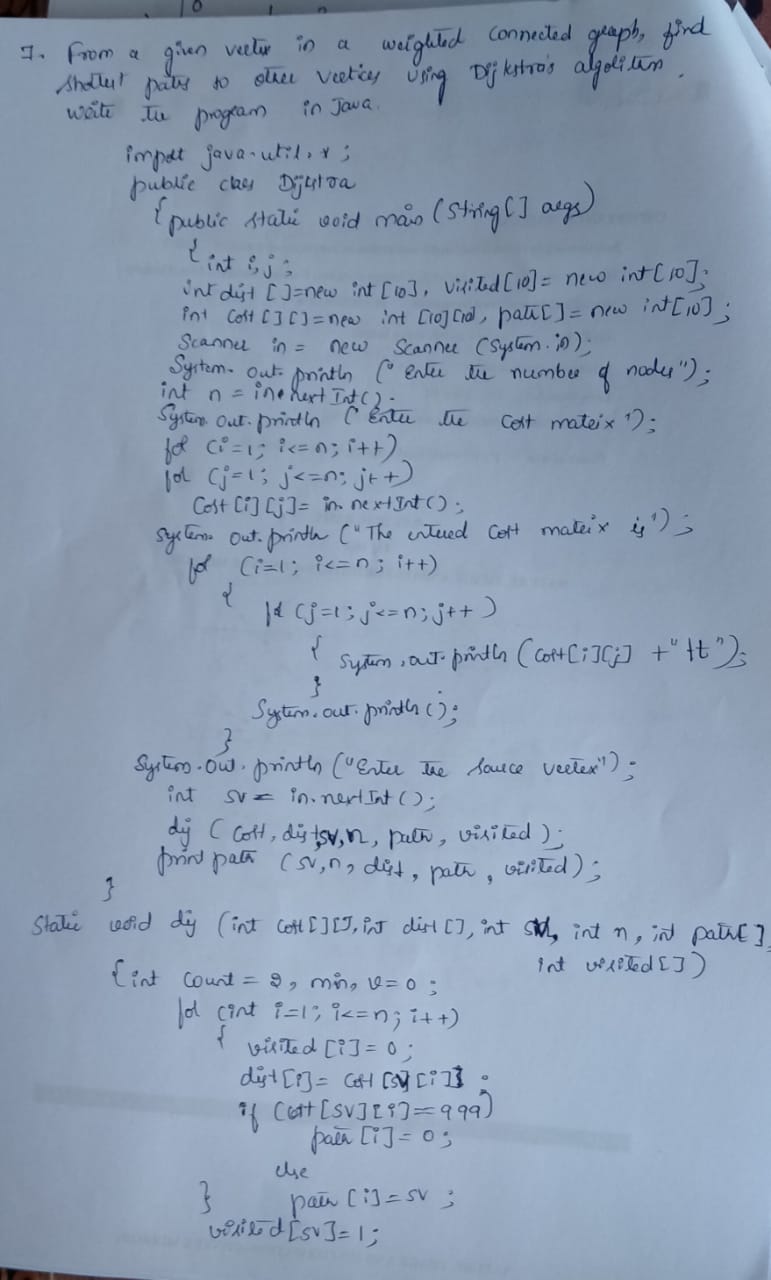 7. From a given vertex in a weighted connected graph, find
shortest paths to other vertices using Dijkstra's algorithm.
write the program in Java.
import java.util.*;
public class Dijkstra
{ public static void main (String[] args)
{ int i,j;
int dist []=new int[10], visited[10]= new int[10];
int cost [][]=new int [10][10], path[]= new int[10];
Scanner in = new Scanner (System.in);
System.out.println ("Enter the number of nodes");
int n = in.nextInt();
System.out.println ("Enter the cost matrix");
for (i=1; i<=n; i++)
for (j=1; j<=n; j++)
cost [i][j]= in.nextInt();
System.out.println ("The entered cost matrix is");
for (i=1; i<=n; i++)
{
for (j=1; j<=n; j++)
{ System.out.println (cost[i][j] +"\t");
}
System.out.println();
}
System.out.println ("Enter the source vertex");
int sv = in.nextInt();
dij (cost, dist,sv,n, path, visited);
print path (sv,n, dist, path, visited);
}
static void dij (int cost[][], int dist[], int sv, int n, int path[],
int visited[])
{int count = 2, min, v=0;
for (int i=1; i<=n; i++)
{ visited [i]=0;
dist[i]= cost [sv][i];
if (cost[sv][i]==999)
path [i]=0;
else
} path [i]=sv;
visited[sv]=1;